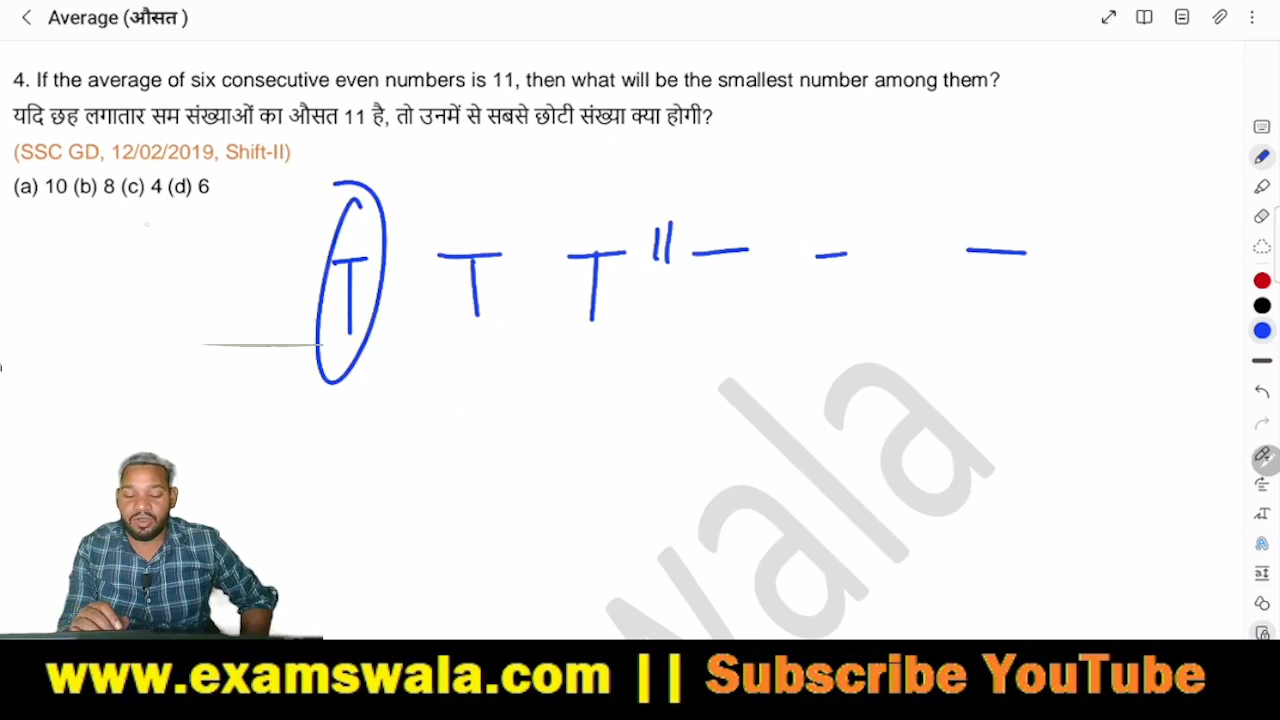 Average (औसत )
4. If the average of six consecutive even numbers is 11, then what will be the smallest number among them?
यदि छह लगातार सम संख्याओं का औसत 11 है, तो उनमें से सबसे छोटी संख्या क्या होगी?
(SSC GD, 12/02/2019, Shift-II)
(a) 10 (b) 8 (c) 4 (d) 6
11
wala
www.examswala.com || Subscribe YouTube